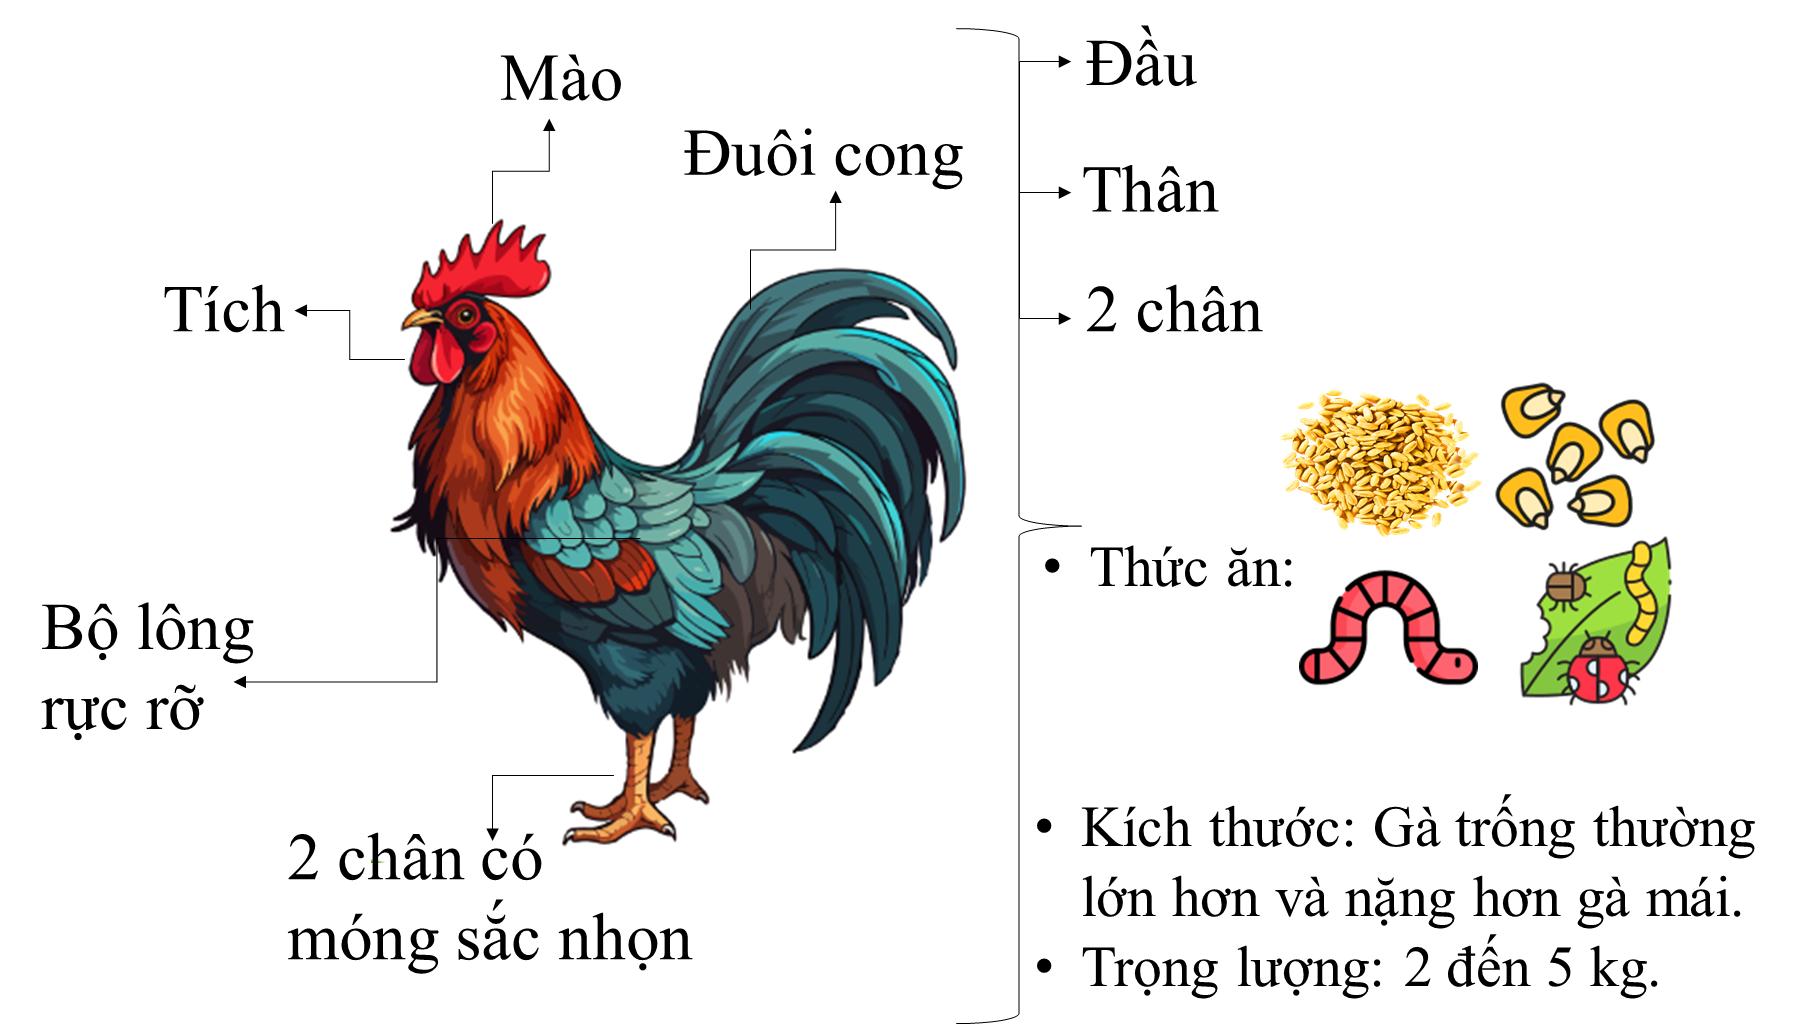 Mào
Đuôi cong
Tích
Bộ lông
rực rỡ
2 chân có
móng sắc nhọn
Đầu
Thân
2 chân
• Thức ăn:
• Kích thước: Gà trống thường
lớn hơn và nặng hơn gà mái.
• Trọng lượng: 2 đến 5 kg.